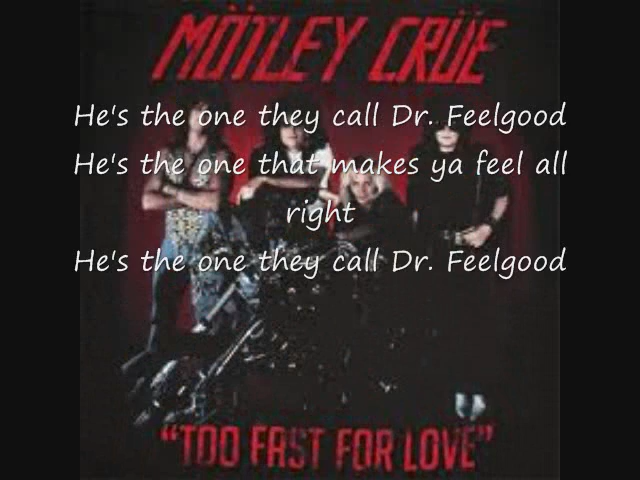 MÖTLEY CRÜE
He's the one they call Dr. Feelgood
He's the one that makes ya feel all
right
He's the one they call Dr. Feelgood
"TOO FAST FOR LOVE"